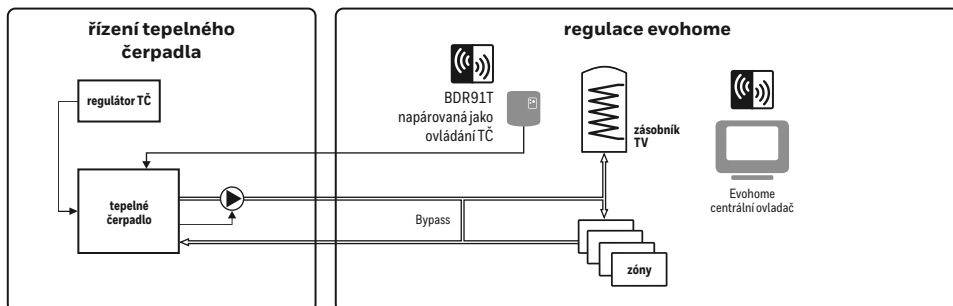 řízení tepelného
čerpadla
regulátor TČ
tepelné
čerpadlo
regulace evohome
BDR91T
napárovaná jako
ovládání TČ
zásobník
TV
Evohome
centrální ovladač
Bypass
zóny